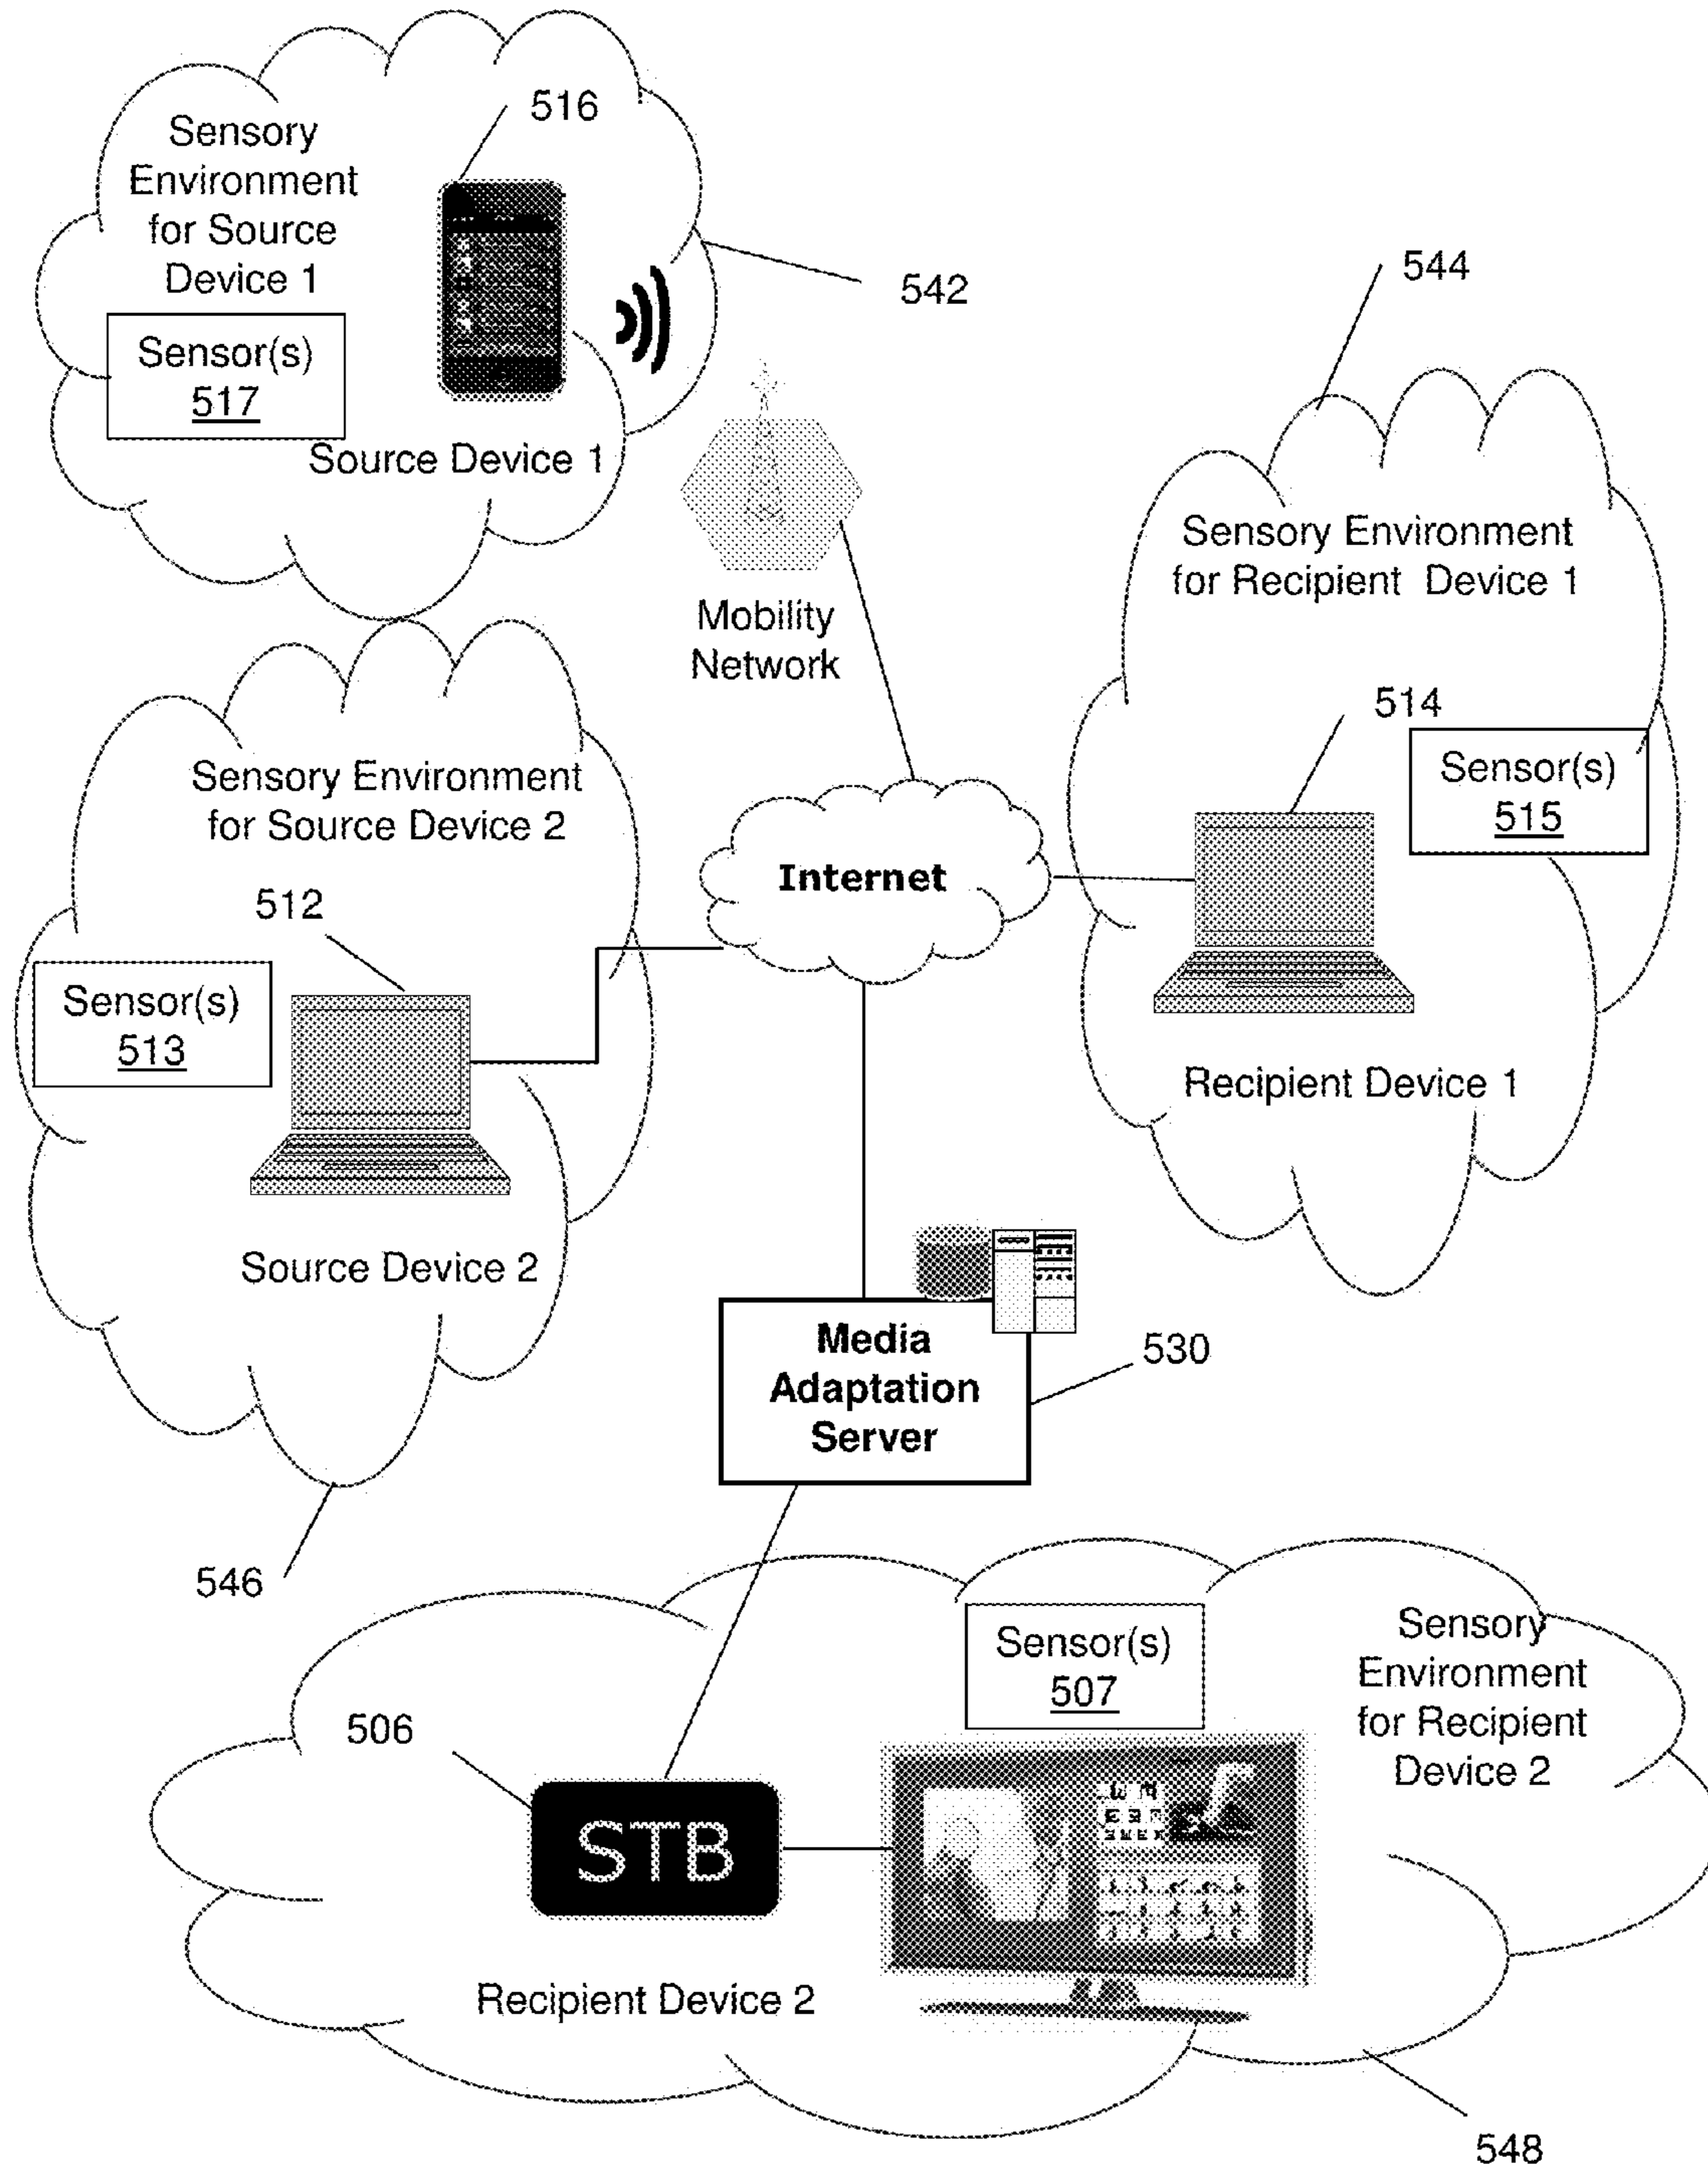 516
Sensory
Environment
for Source
Device 1
542
544
Sensor(s)
517
Source Device 1
Sensory Environment
for Recipient Device 1
Mobility
Network
514
Sensor(s)
515
Sensory Environment
for Source Device 2
Internet
512
Sensor(s)
513
Recipient Device 1
Source Device 2
Media
Adaptation
Server
530
546
Sensor(s)
507
Sensory
Environment
for Recipient
Device 2
506
STB
Recipient Device 2
548